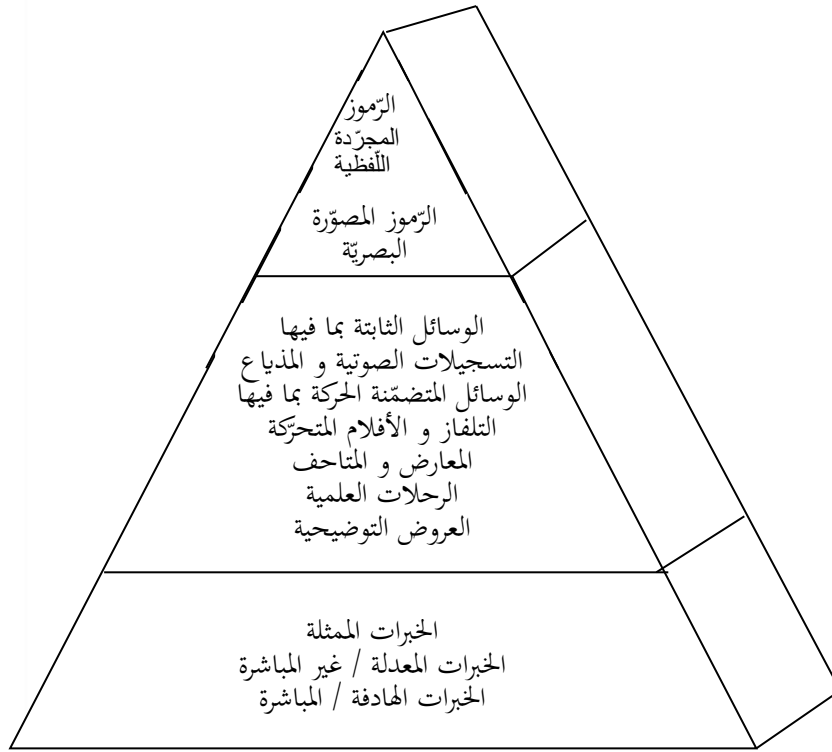 الرّموز
المجرّدة
اللّفظية
الرّموز المصوّرة
البصريّة
الوسائل الثابتة بما فيها
التسجيلات الصوتية و المذياع
الوسائل المتضمّنة الحركة بما فيها
التلفاز و الأفلام المتحرّكة
المعارض و المتاحف
الرحلات العلمية
العروض التوضيحية
الخبرات الممثلة
الخبرات المعدلة / غير المباشرة
الخبرات الهادفة / المباشرة